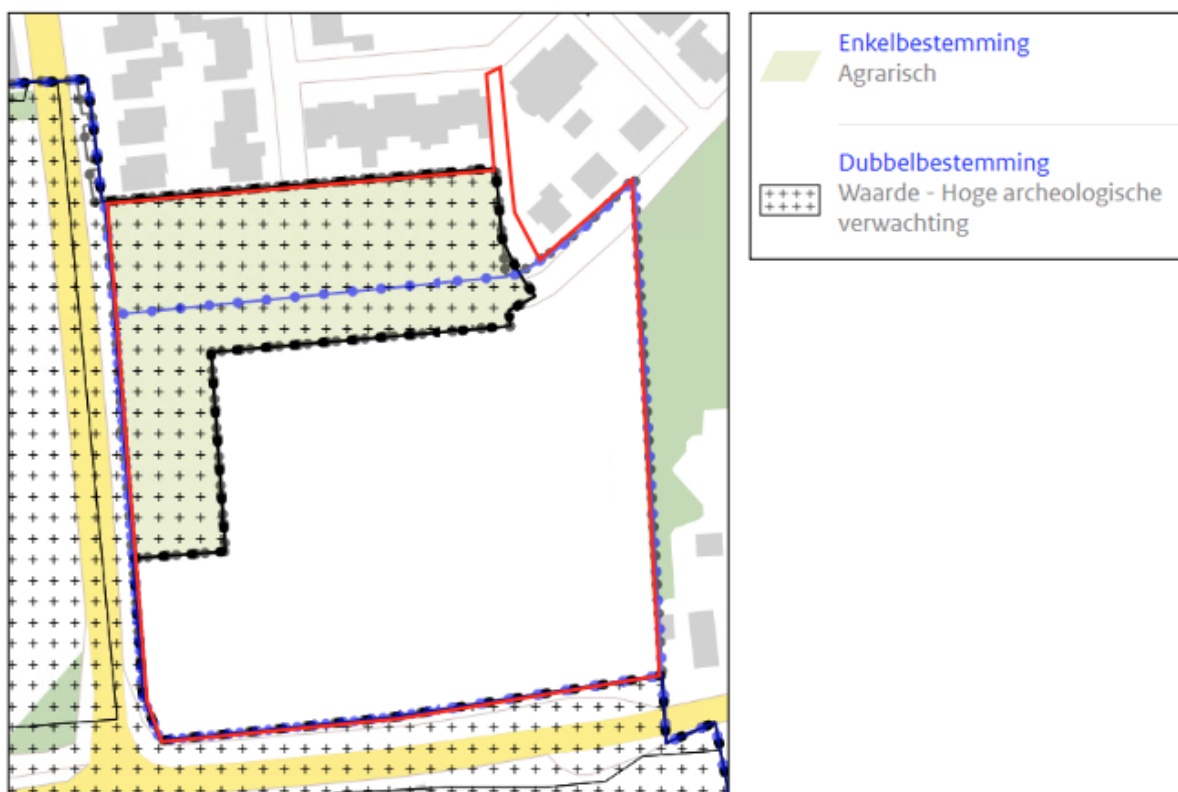 Enkelbestemming
Agrarisch
Dubbelbestemming
Waarde - Hoge archeologische
verwachting